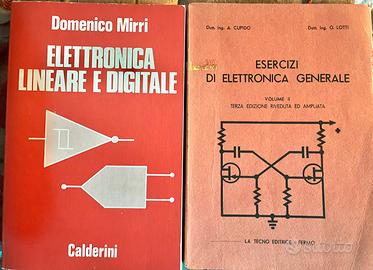 Domenico Mirri
ELETTRONICA
LINEARE E DIGITALE
Calderini
Dott. ing. A. CUPIDO
Dott. ing. O. LOTTI
ESERCIZI
DI ELETTRONICA GENERALE
VOLUME II
TERZA EDIZIONE RIVEDUTA ED AMPLIATA
LA TECNO EDITRICE - FERMO